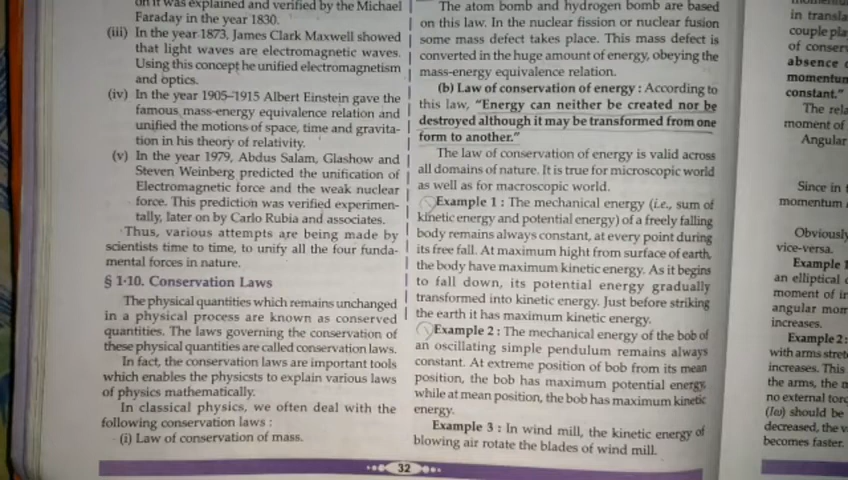 on it was explained and verified by the Michael
Faraday in the year 1830.
(iii) In the year 1873, James Clark Maxwell showed
that light waves are electromagnetic waves.
Using this concept he unified electromagnetism
and optics.
(iv) In the year 1905-1915 Albert Einstein gave the
famous mass-energy equivalence relation and
unified the motions of space, time and gravita-
tion in his theory of relativity.
(v) In the year 1979, Abdus Salam, Glashow and
Steven Weinberg predicted the unification of
Electromagnetic force and the weak nuclear
force. This prediction was verified experimen-
tally, later on by Carlo Rubia and associates.
Thus, various attempts are being made by
scientists time to time, to unify all the four funda-
mental forces in nature.
§ 1·10. Conservation Laws
The physical quantities which remains unchanged
in a physical process are known as conserved
quantities. The laws governing the conservation of
these physical quantities are called conservation laws.
In fact, the conservation laws are important tools
which enables the physicsts to explain various laws
of physics mathematically.
In classical physics, we often deal with the
following conservation laws :
(i) Law of conservation of mass.
The atom bomb and hydrogen bomb are based
on this law. In the nuclear fission or nuclear fusion
some mass defect takes place. This mass defect is
converted in the huge amount of energy, obeying the
mass-energy equivalence relation.
(b) Law of conservation of energy : According to
this law, "Energy can neither be created nor be
destroyed although it may be transformed from one
form to another."
The law of conservation of energy is valid across
all domains of nature. It is true for microscopic world
as well as for macroscopic world.
Example 1 : The mechanical energy (i.e., sum of
kinetic energy and potential energy) of a freely falling
body remains always constant, at every point during
its free fall. At maximum hight from surface of earth,
the body have maximum kinetic energy. As it begins
to fall down, its potential energy gradually
transformed into kinetic energy. Just before striking
the earth it has maximum kinetic energy.
Example 2 : The mechanical energy of the bob of
an oscillating simple pendulum remains always
constant. At extreme position of bob from its mean
position, the bob has maximum potential energy
while at mean position, the bob has maximum kinetic
energy.
Example 3 : In wind mill, the kinetic energy of
blowing air rotate the blades of wind mill.
32
in transla
couple pla
of conserv
absence o
momentum
constant."
The rela
moment of
Angular
Since in
momentum
Obviously
vice-versa.
Example 1
an elliptical
moment of in
angular mom
increases.
Example 2:
with arms stret
increases. This
the arms, the m
no external torq
(Iω) should be
decreased, the v
becomes faster.